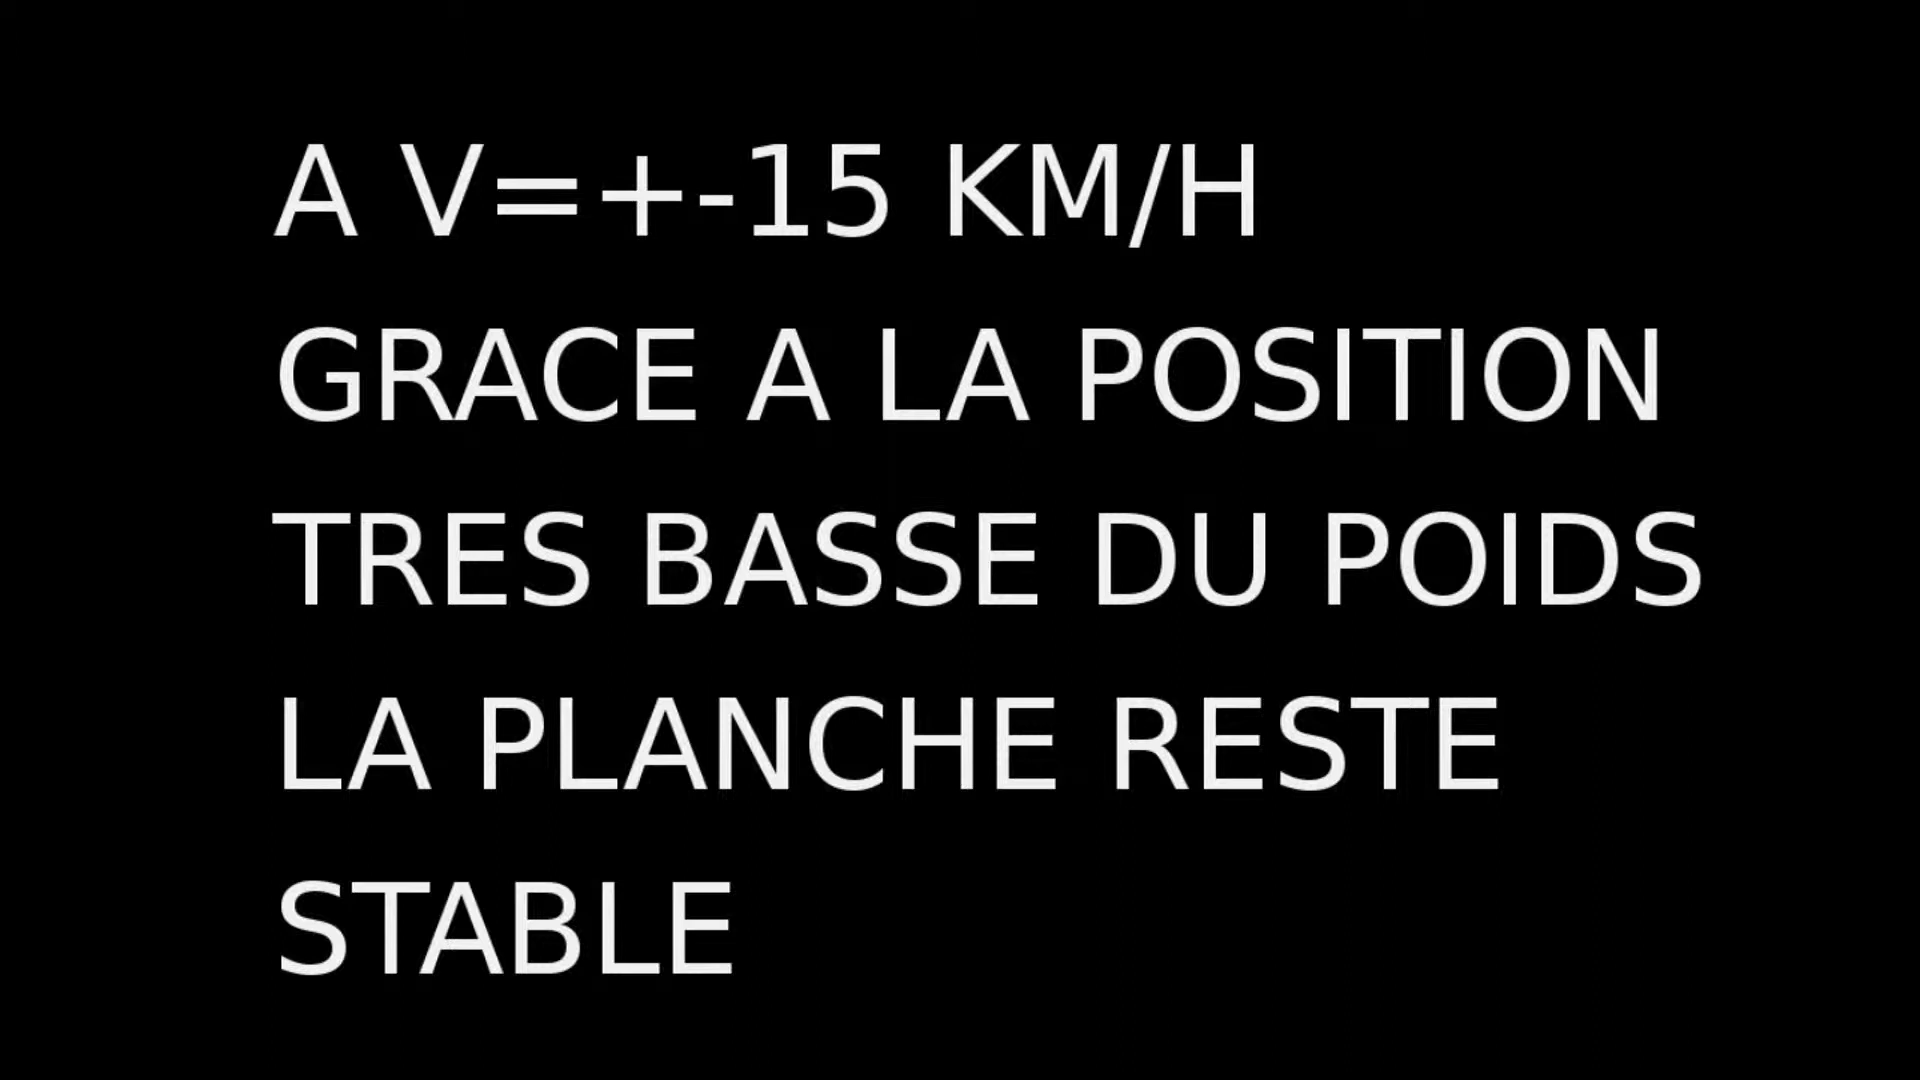 A V=+-15 KM/H
GRACE A LA POSITION
TRES BASSE DU POIDS
LA PLANCHE RESTE
STABLE